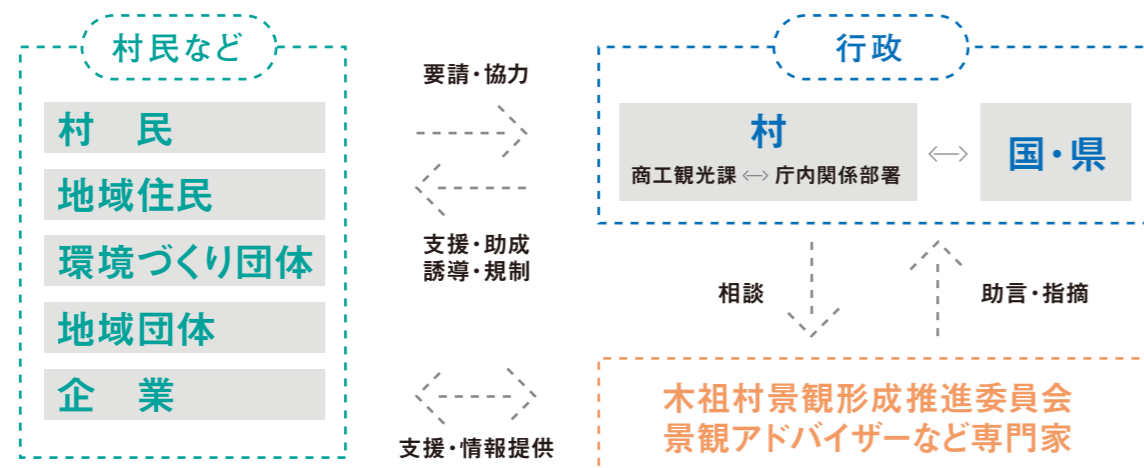 村民など
村　民
地域住民
環境づくり団体
地域団体
企　業
要請・協力
支援・助成
誘導・規制
支援・情報提供
行政
村
商工観光課 ⟷ 庁内関係部署
国・県
相談
助言・指摘
木祖村景観形成推進委員会
景観アドバイザーなど専門家